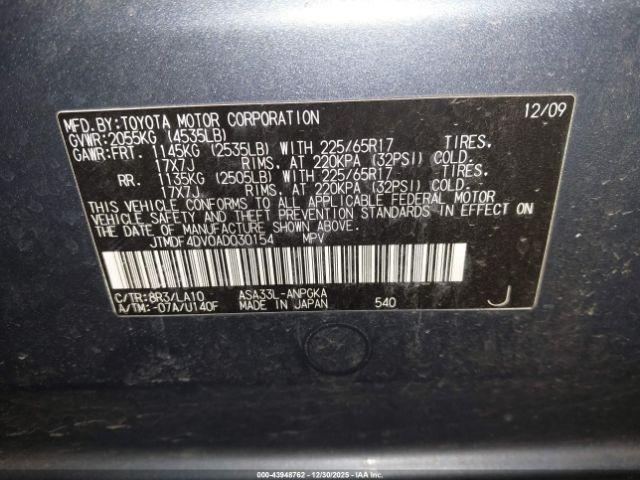 MFD. BY: TOYOTA MOTOR CORPORATION 12/09
GVWR: 2055KG (4535LB)
GAWR: FRT. 1145KG (2535LB) WITH 225/65R17 TIRES.
17X7J RIMS. AT 220KPA (32PSI) COLD.
RR. 1135KG (2505LB) WITH 225/65R17 TIRES.
17X7J RIMS. AT 220KPA (32PSI) COLD.
THIS VEHICLE CONFORMS TO ALL APPLICABLE FEDERAL MOTOR
VEHICLE SAFETY AND THEFT PREVENTION STANDARDS IN EFFECT ON
THE DATE OF MANUFACTURE SHOWN ABOVE.
JTMDF4DV0AD030154 MPV
C/TR: 8R3/LA10 ASA33L-ANPGKA
A/TM: -07A/U140F MADE IN JAPAN 540 J
000-43948762 - 12/30/2025 - COPYRIGHT IAA, INC.